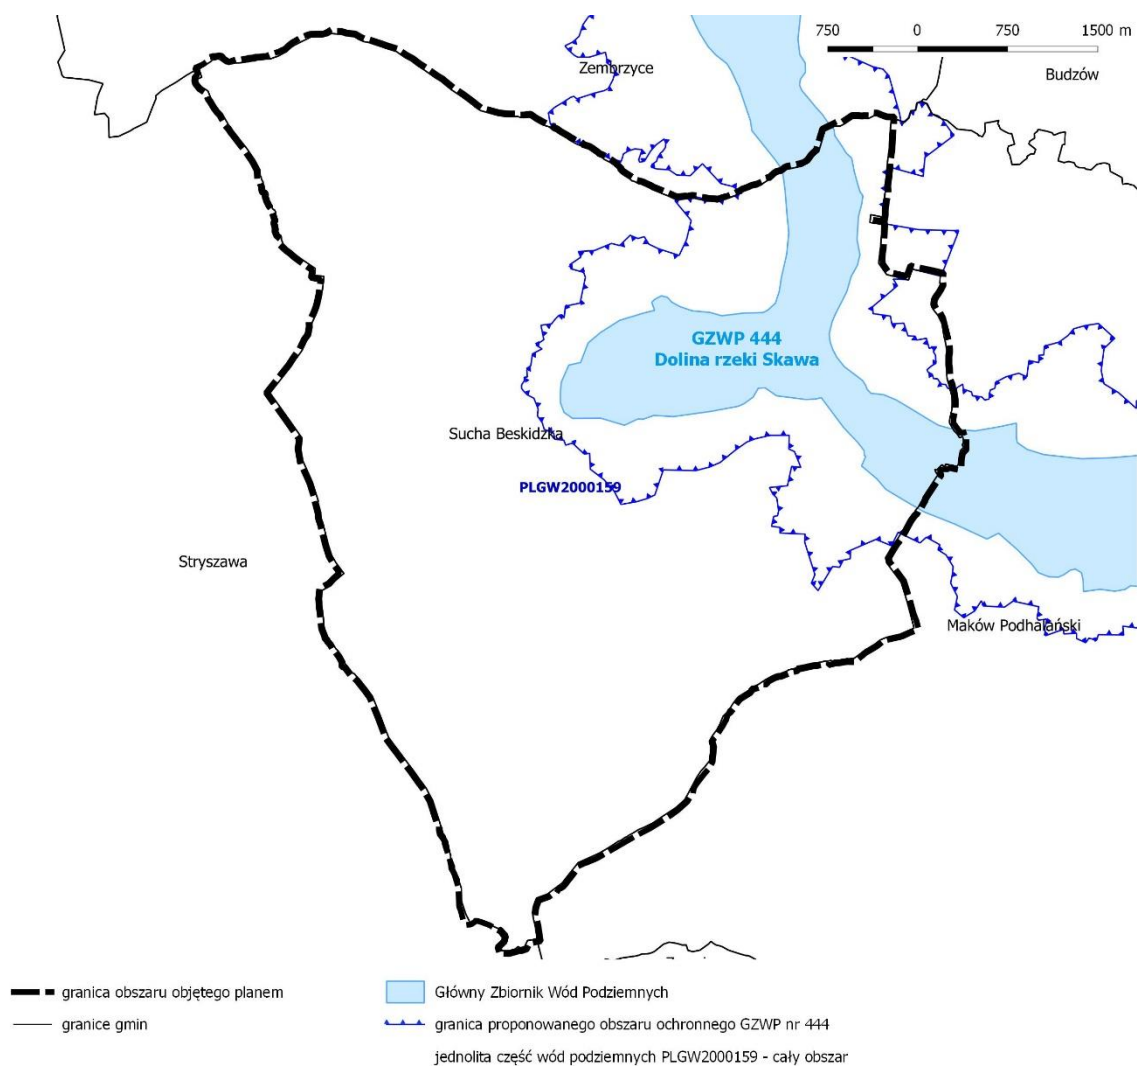 750 0 750 1500 m
Zembrzyce
Budzów
GZWP 444
Dolina rzeki Skawa
Sucha Beskidzka
PLGW2000159
Stryszawa
Maków Podhalański
granica obszaru objętego planem
granice gmin
Główny Zbiornik Wód Podziemnych
granica proponowanego obszaru ochronnego GZWP nr 444
jednolita część wód podziemnych PLGW2000159 - cały obszar